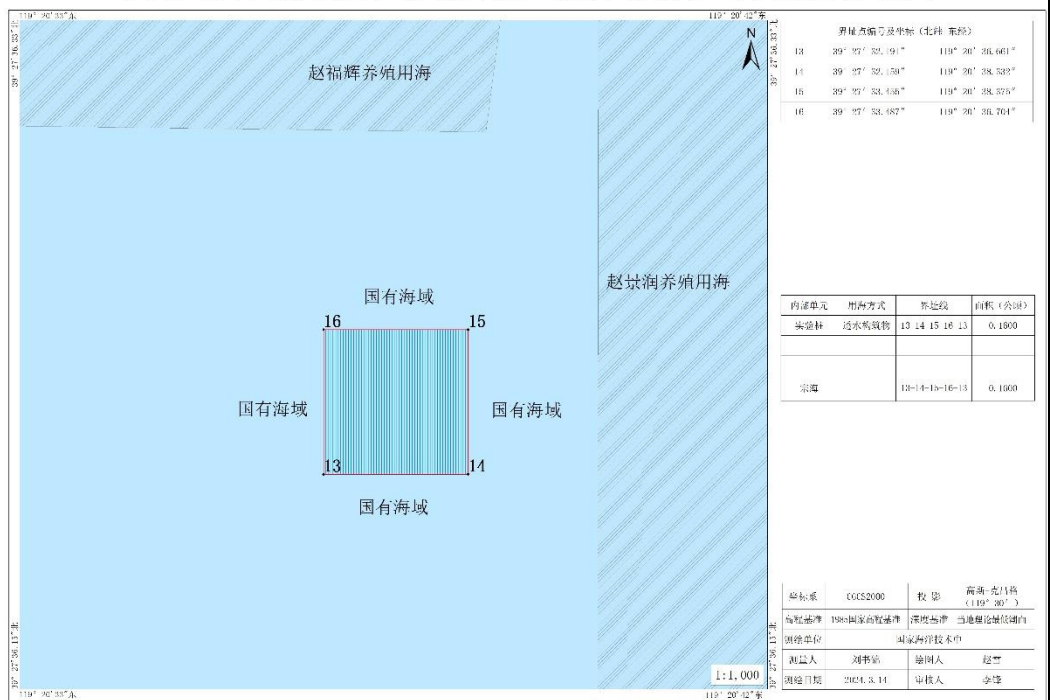 119° 20′33″东
119° 20′42″东
39° 27′36.33″北
N
赵福辉养殖用海
赵景润养殖用海
国有海域
16 15
国有海域 国有海域
13 14
国有海域
1:1,000
39° 27′36.15″北
119° 20′33″东
119° 20′42″东
界址点编号及坐标（北纬 东经）
13 39° 27′ 32.191″ 119° 20′ 36.661″
14 39° 27′ 32.159″ 119° 20′ 38.332″
15 39° 27′ 33.455″ 119° 20′ 38.375″
16 39° 27′ 33.487″ 119° 20′ 36.704″
内部单元 用海方式 界址线 面积（公顷）
实验桩 透水构筑物 13-14-15-16-13 0.1600
宗海 13-14-15-16-13 0.1600
坐标系 CGCS2000 投影 高斯-克吕格
（119° 30′）
高程基准 1985国家高程基准 深度基准 当地理论最低潮面
测绘单位 国家海洋技术中
测量人 绘图人 赵雪
测绘日期 2024.3.14 审核人 李锋